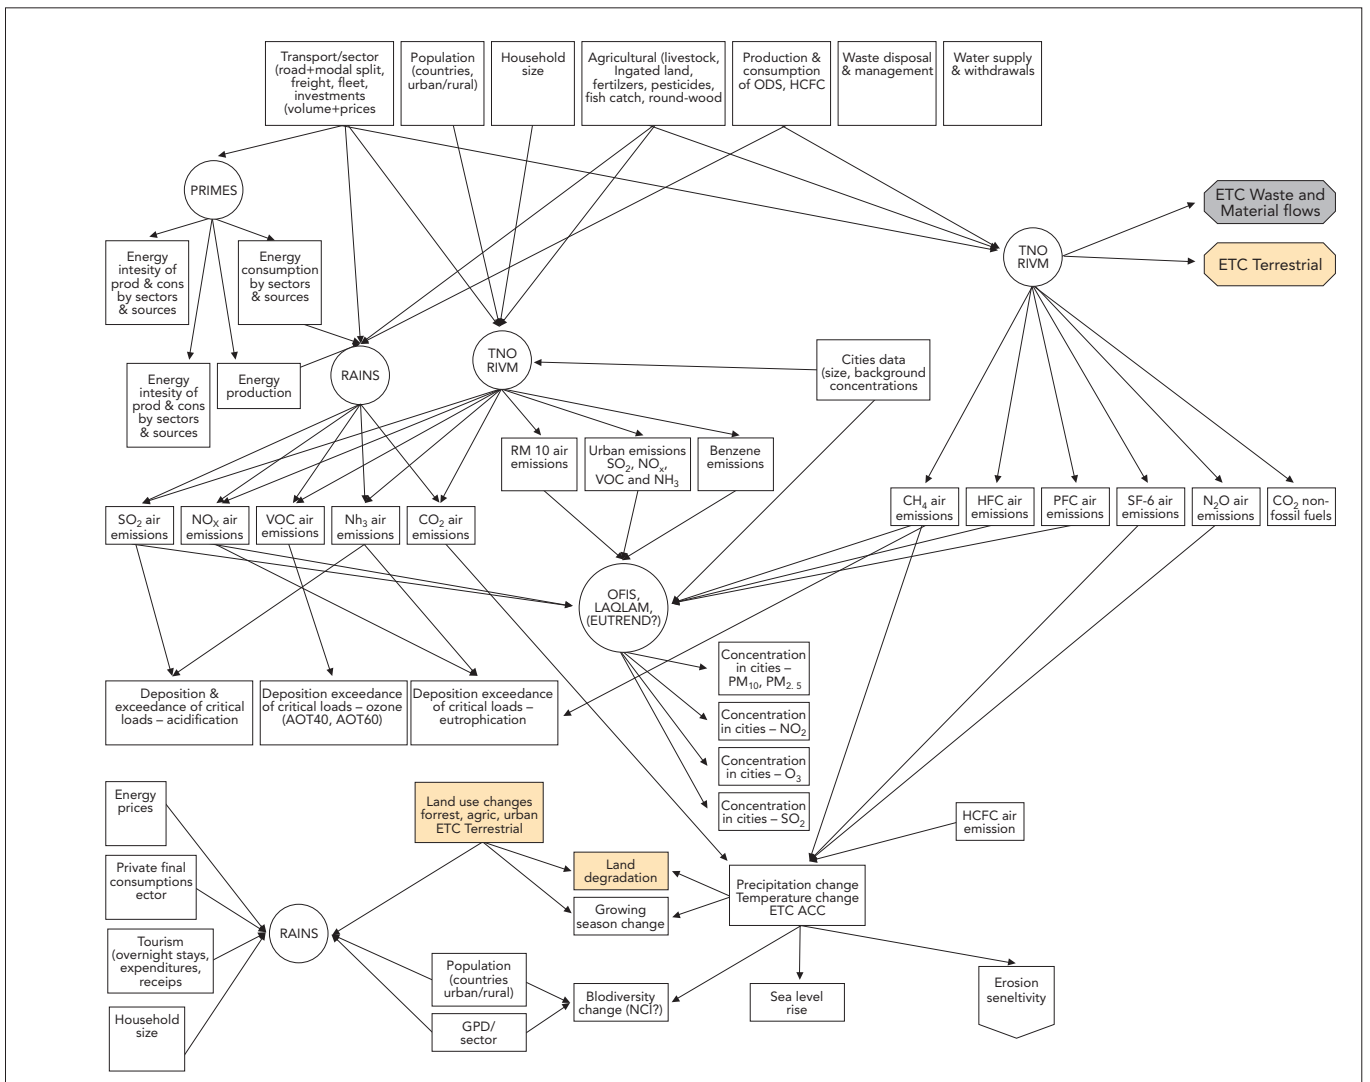 Transport/sector
(road+modal split,
freight, fleet,
investments
(volume+prices
Population
(countries,
urban/rural)
Household
size
Agricultural (livestock,
Ingated land,
fertilzers, pesticides,
fish catch, round-wood
Production &
consumption
of ODS, HCFC
Waste disposal
& management
Water supply
& withdrawals
PRIMES
ETC Waste and
Material flows
ETC Terrestrial
TNO
RIVM
Energy
intesity of
prod & cons
by sectors
& sources
Energy
consumption
by sectors
& sources
Energy
intesity of
prod & cons
by sectors
& sources
Energy
production
RAINS
TNO
RIVM
Cities data
(size, background
concentrations
RM 10 air
emissions
Urban emissions
SO2, NOx,
VOC and NH3
Benzene
emissions
SO2 air
emissions
NOX air
emissions
VOC air
emissions
Nh3 air
emissions
CO2 air
emissions
CH4 air
emissions
HFC air
emissions
PFC air
emissions
SF-6 air
emissions
N2O air
emissions
CO2 non-
fossil fuels
OFIS,
LAQLAM,
(EUTREND?)
Deposition &
exceedance of critical
loads – acidification
Deposition exceedance
of critical loads – ozone
(AOT40, AOT60)
Deposition exceedance
of critical loads –
eutrophication
Concentration
in cities –
PM10, PM2. 5
Concentration
in cities – NO2
Concentration
in cities – O3
Concentration
in cities – SO2
Energy
prices
Private final
consumptions
ector
Tourism
(overnight stays,
expenditures,
receips
Household
size
RAINS
Land use changes
forrest, agric, urban
ETC Terrestrial
Land
degradation
Growing
season change
Population
(countries
urban/rural)
GPD/
sector
Biodiversity
change (NCI?)
Precipitation change
Temperature change
ETC ACC
HCFC air
emission
Sea level
rise
Erosion
seneltivity